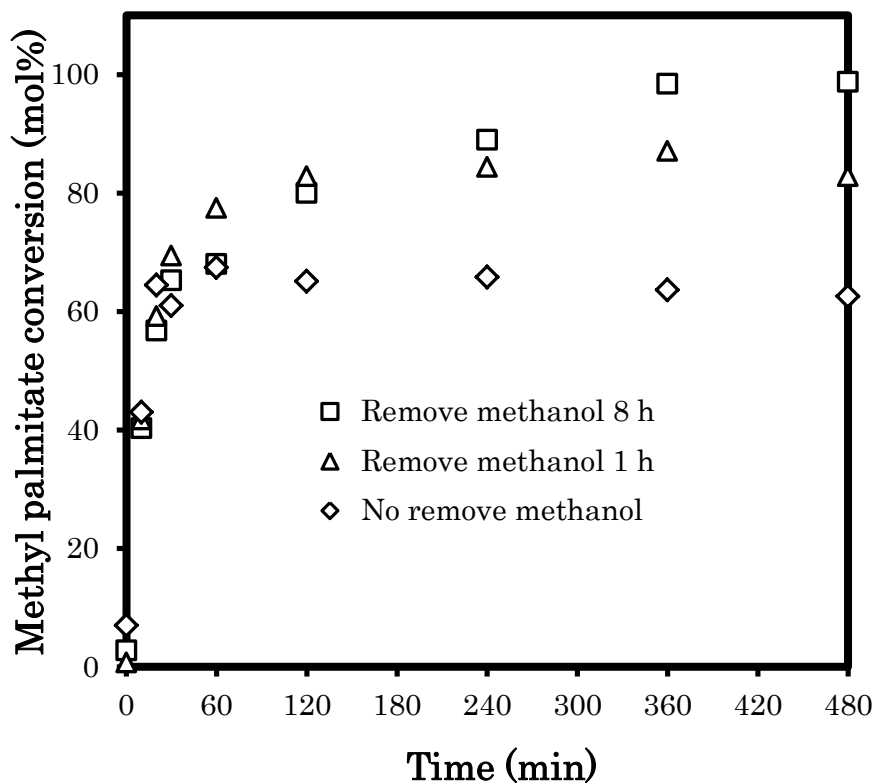 Methyl palmitate conversion (mol%)
100
80
60
40
20
0
Remove methanol 8 h
Remove methanol 1 h
No remove methanol
0 60 120 180 240 300 360 420 480
Time (min)